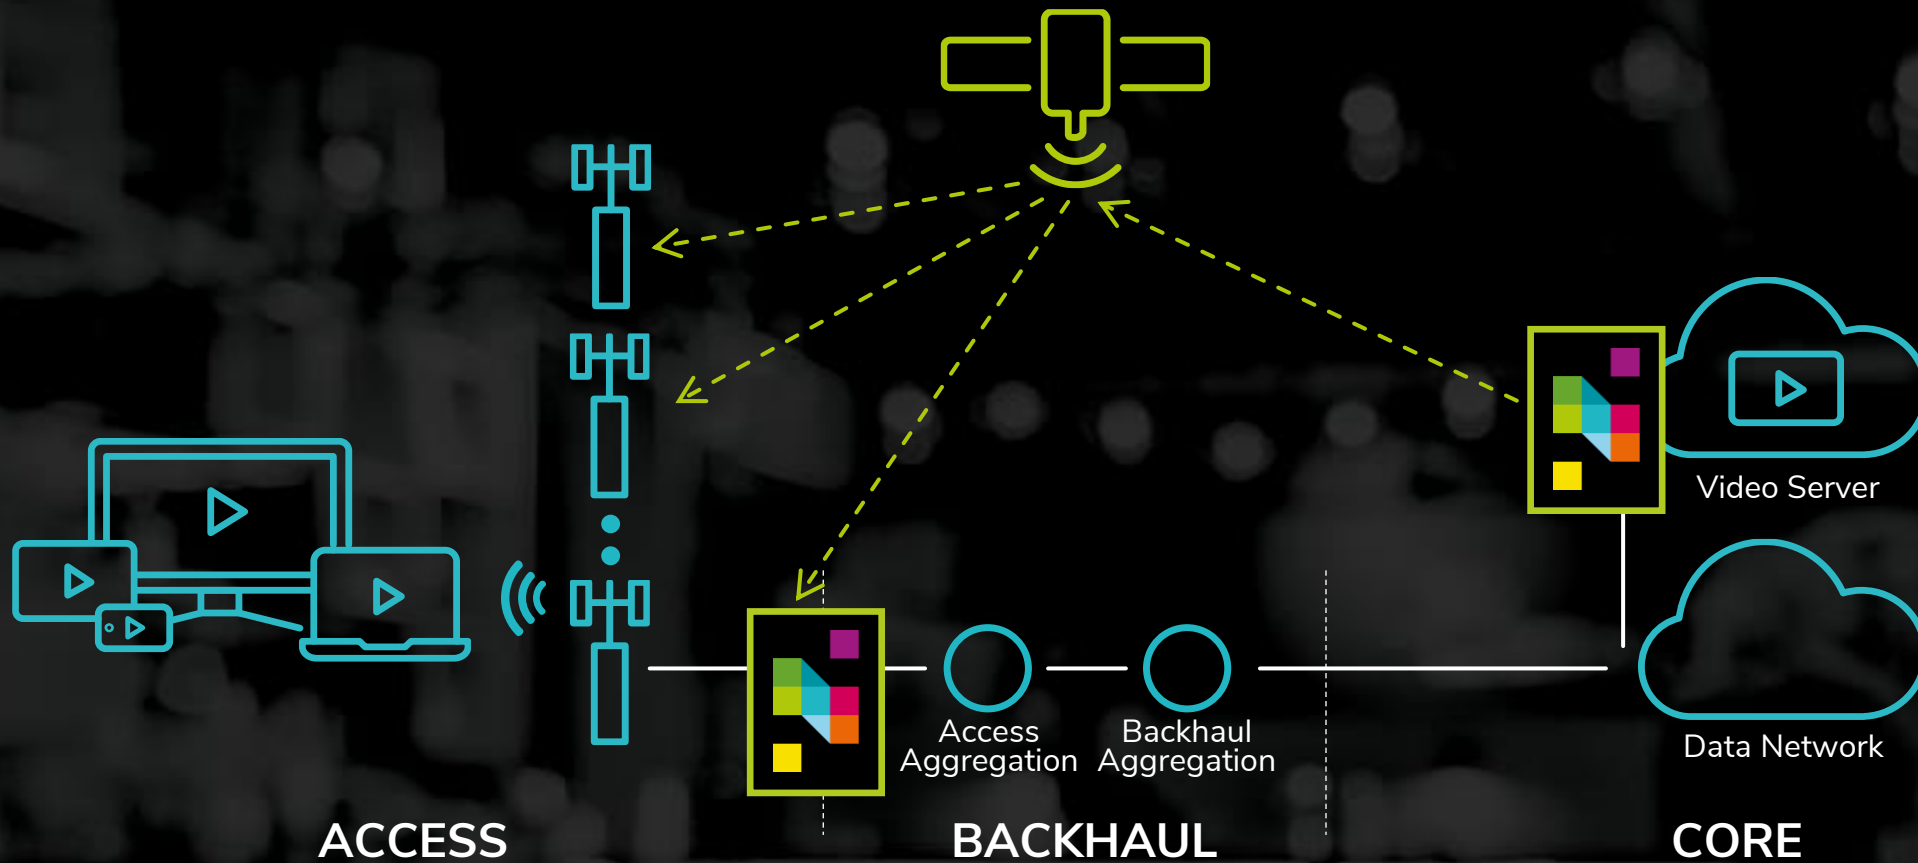 Video Server
Access
Aggregation
Backhaul
Aggregation
Data Network
ACCESS
BACKHAUL
CORE